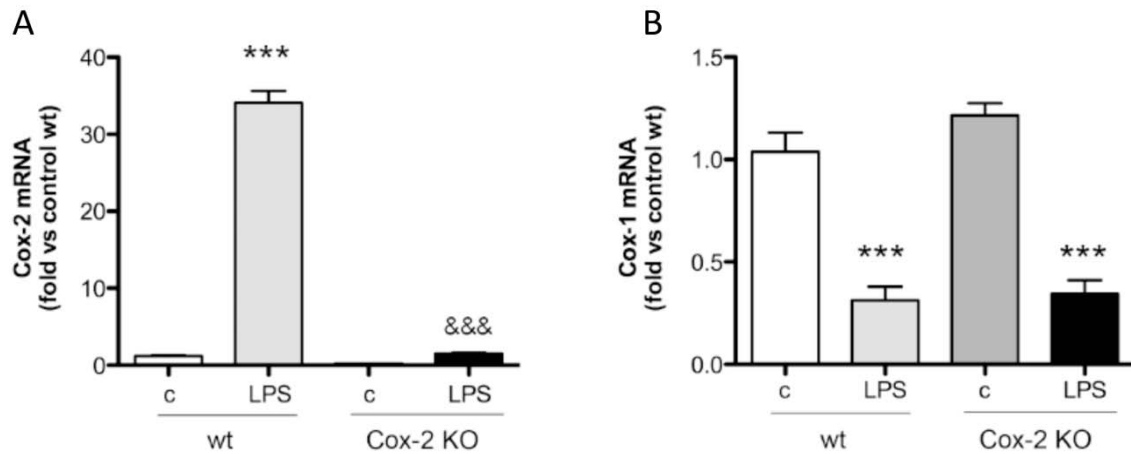 A
Cox-2 mRNA
(fold vs control wt)
40
30
20
10
0
***
&&&
c
LPS
c
LPS
wt
Cox-2 KO
B
Cox-1 mRNA
(fold vs control wt)
1.5
1.0
0.5
0.0
***
***
c
LPS
c
LPS
wt
Cox-2 KO